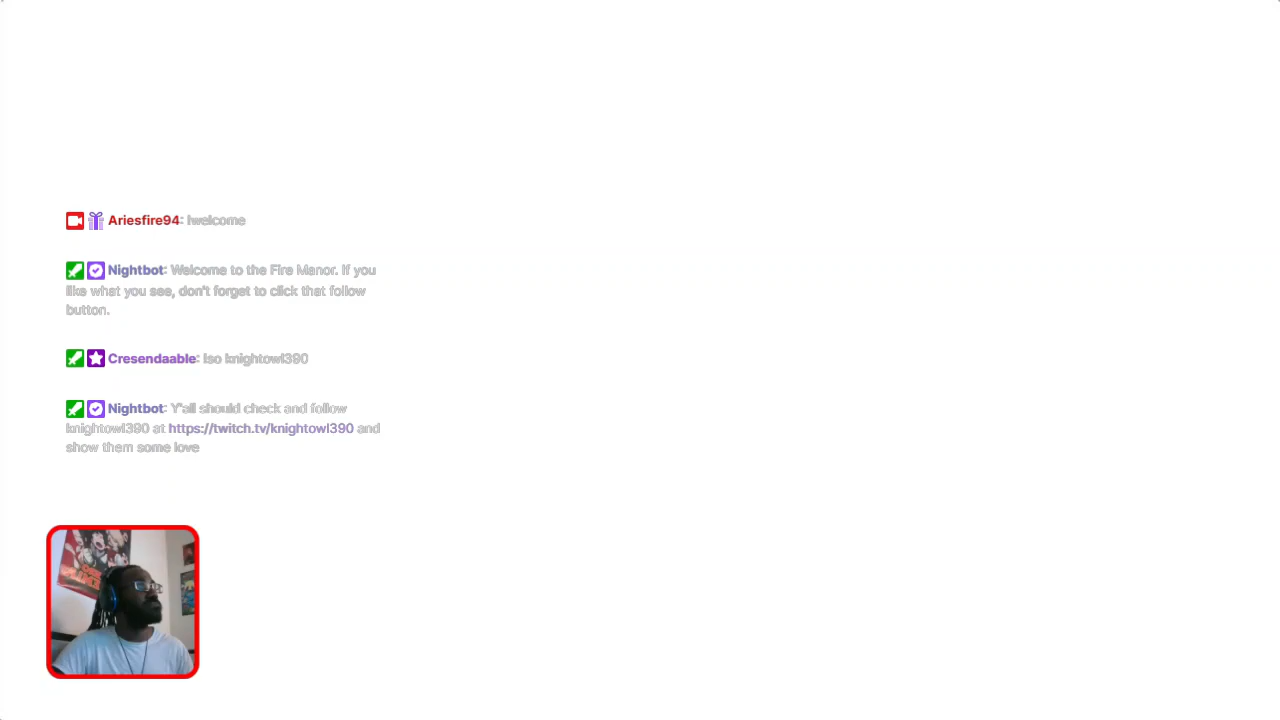 Ariesfire94: !welcome
Nightbot: Welcome to the Fire Manor. If you
like what you see, don't forget to click that follow
button.
Cresendaable: !so knightowl390
Nightbot: Y'all should check and follow
knightowl390 at https://twitch.tv/knightowl390 and
show them some love